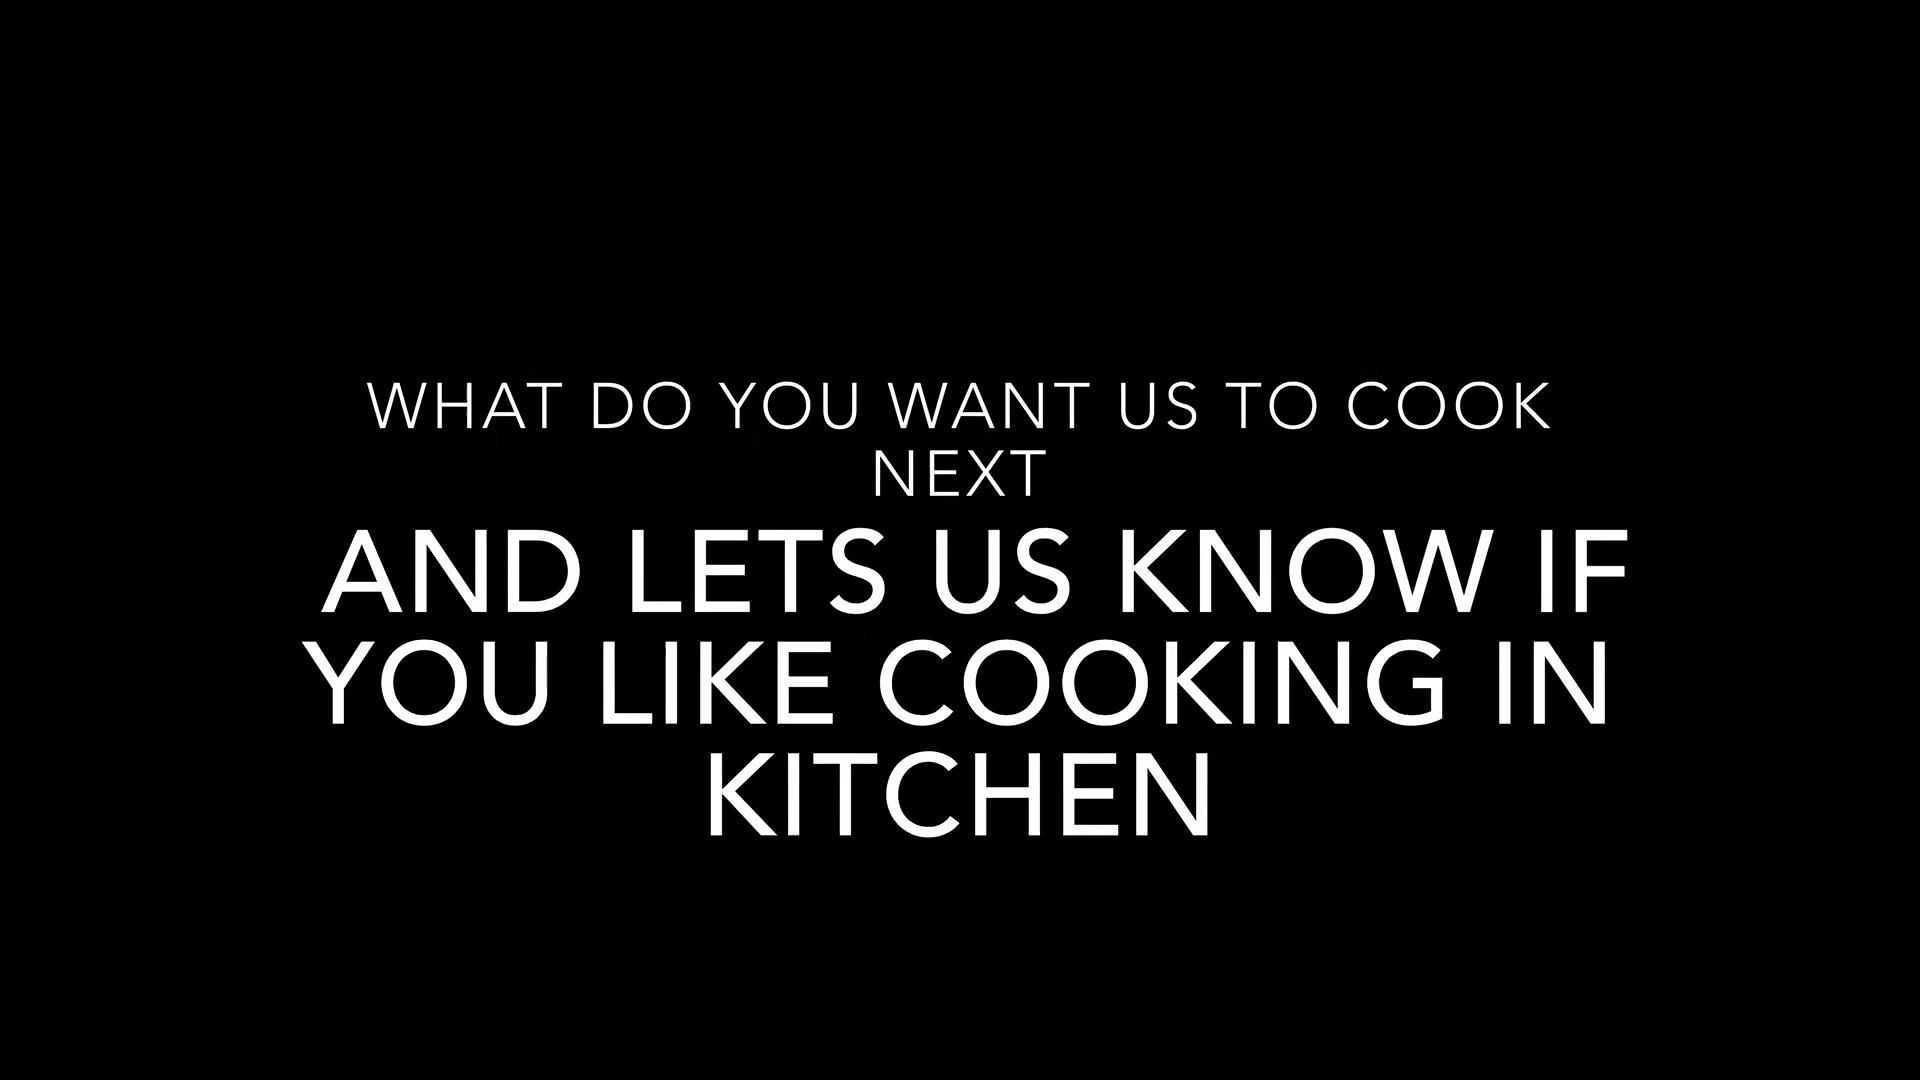 WHAT DO YOU WANT US TO COOK
NEXT
AND LETS US KNOW IF
YOU LIKE COOKING IN
KITCHEN